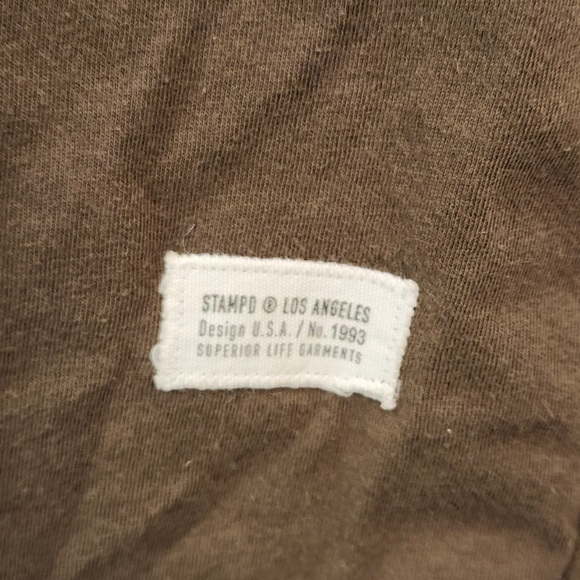 STAMPD ® LOS ANGELES
Design U.S.A. / No. 1993
SUPERIOR LIFE GARMENTS